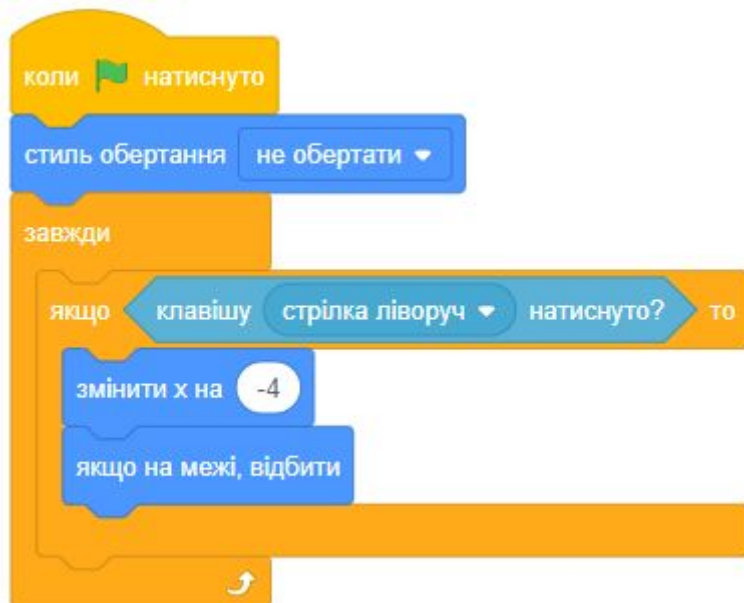 коли натиснуто
стиль обертання не обертати
завжди
якщо клавішу стрілка ліворуч натиснуто? то
змінити x на -4
якщо на межі, відбити